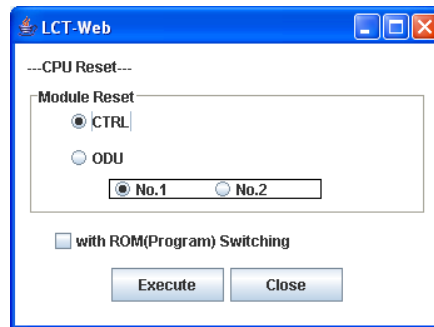 LCT-Web
---CPU Reset---
Module Reset
CTRL
ODU
No.1 No.2
with ROM(Program) Switching
Execute Close